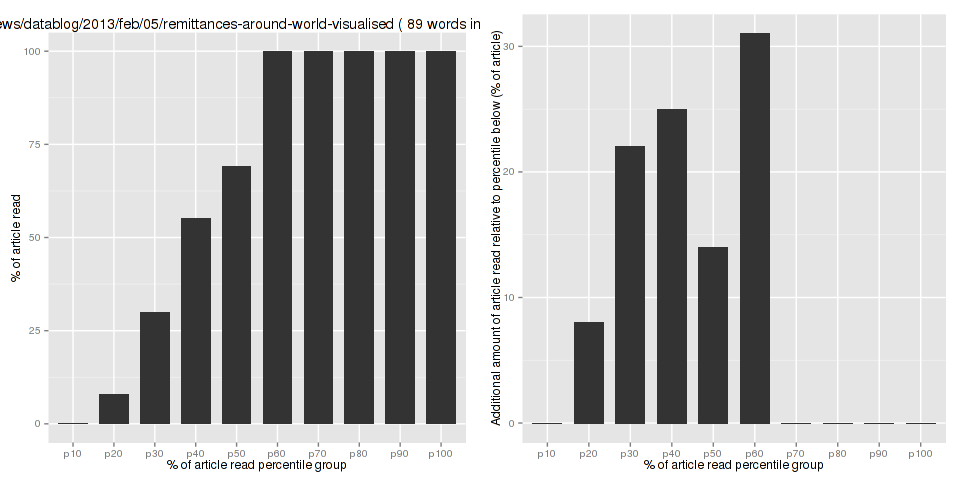 ews/datablog/2013/feb/05/remittances-around-world-visualised ( 89 words in
% of article read
100
75
50
25
0
p10 p20 p30 p40 p50 p60 p70 p80 p90 p100
% of article read percentile group
Additional amount of article read relative to percentile below (% of article)
30
20
10
0
p10 p20 p30 p40 p50 p60 p70 p80 p90 p100
% of article read percentile group